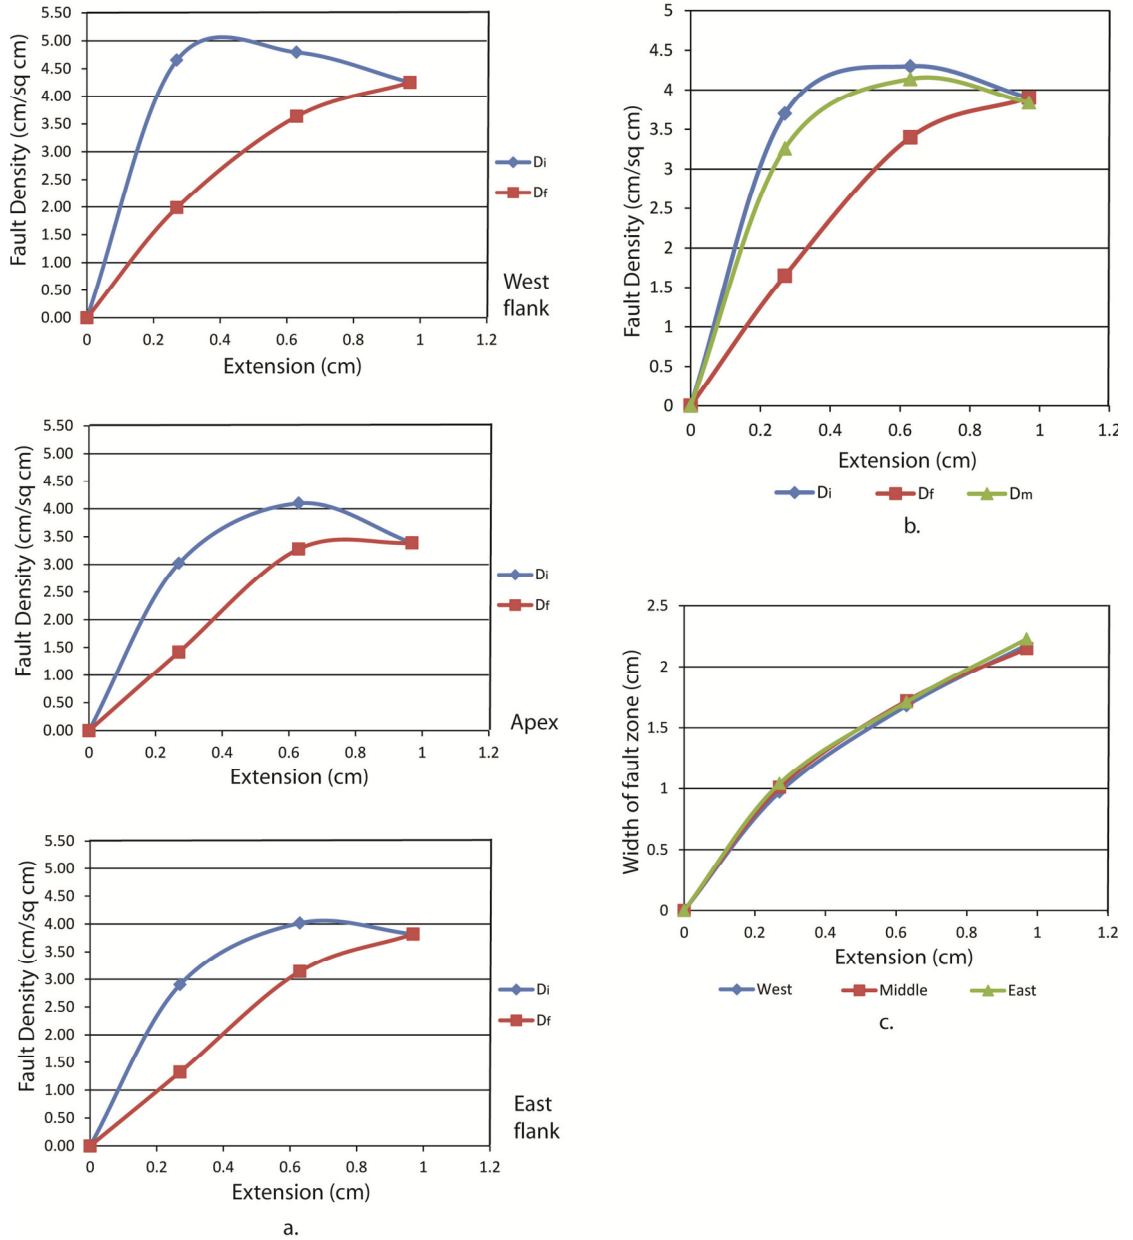 5.50
5.00
4.50
4.00
3.50
3.00
2.50
2.00
1.50
1.00
0.50
0.00
Fault Density (cm/sq cm)
0 0.2 0.4 0.6 0.8 1 1.2
Extension (cm)
Di
Df
West
flank
5.50
5.00
4.50
4.00
3.50
3.00
2.50
2.00
1.50
1.00
0.50
0.00
Fault Density (cm/sq cm)
0 0.2 0.4 0.6 0.8 1 1.2
Extension (cm)
Di
Df
Apex
5.50
5.00
4.50
4.00
3.50
3.00
2.50
2.00
1.50
1.00
0.50
0.00
Fault Density (cm/sq cm)
0 0.2 0.4 0.6 0.8 1 1.2
Extension (cm)
Di
Df
East
flank
a.
5
4.5
4
3.5
3
2.5
2
1.5
1
0.5
0
Fault Density (cm/sq cm)
0 0.2 0.4 0.6 0.8 1 1.2
Extension (cm)
Di Df Dm
b.
2.5
2
1.5
1
0.5
0
Width of fault zone (cm)
0 0.2 0.4 0.6 0.8 1 1.2
Extension (cm)
West Middle East
c.